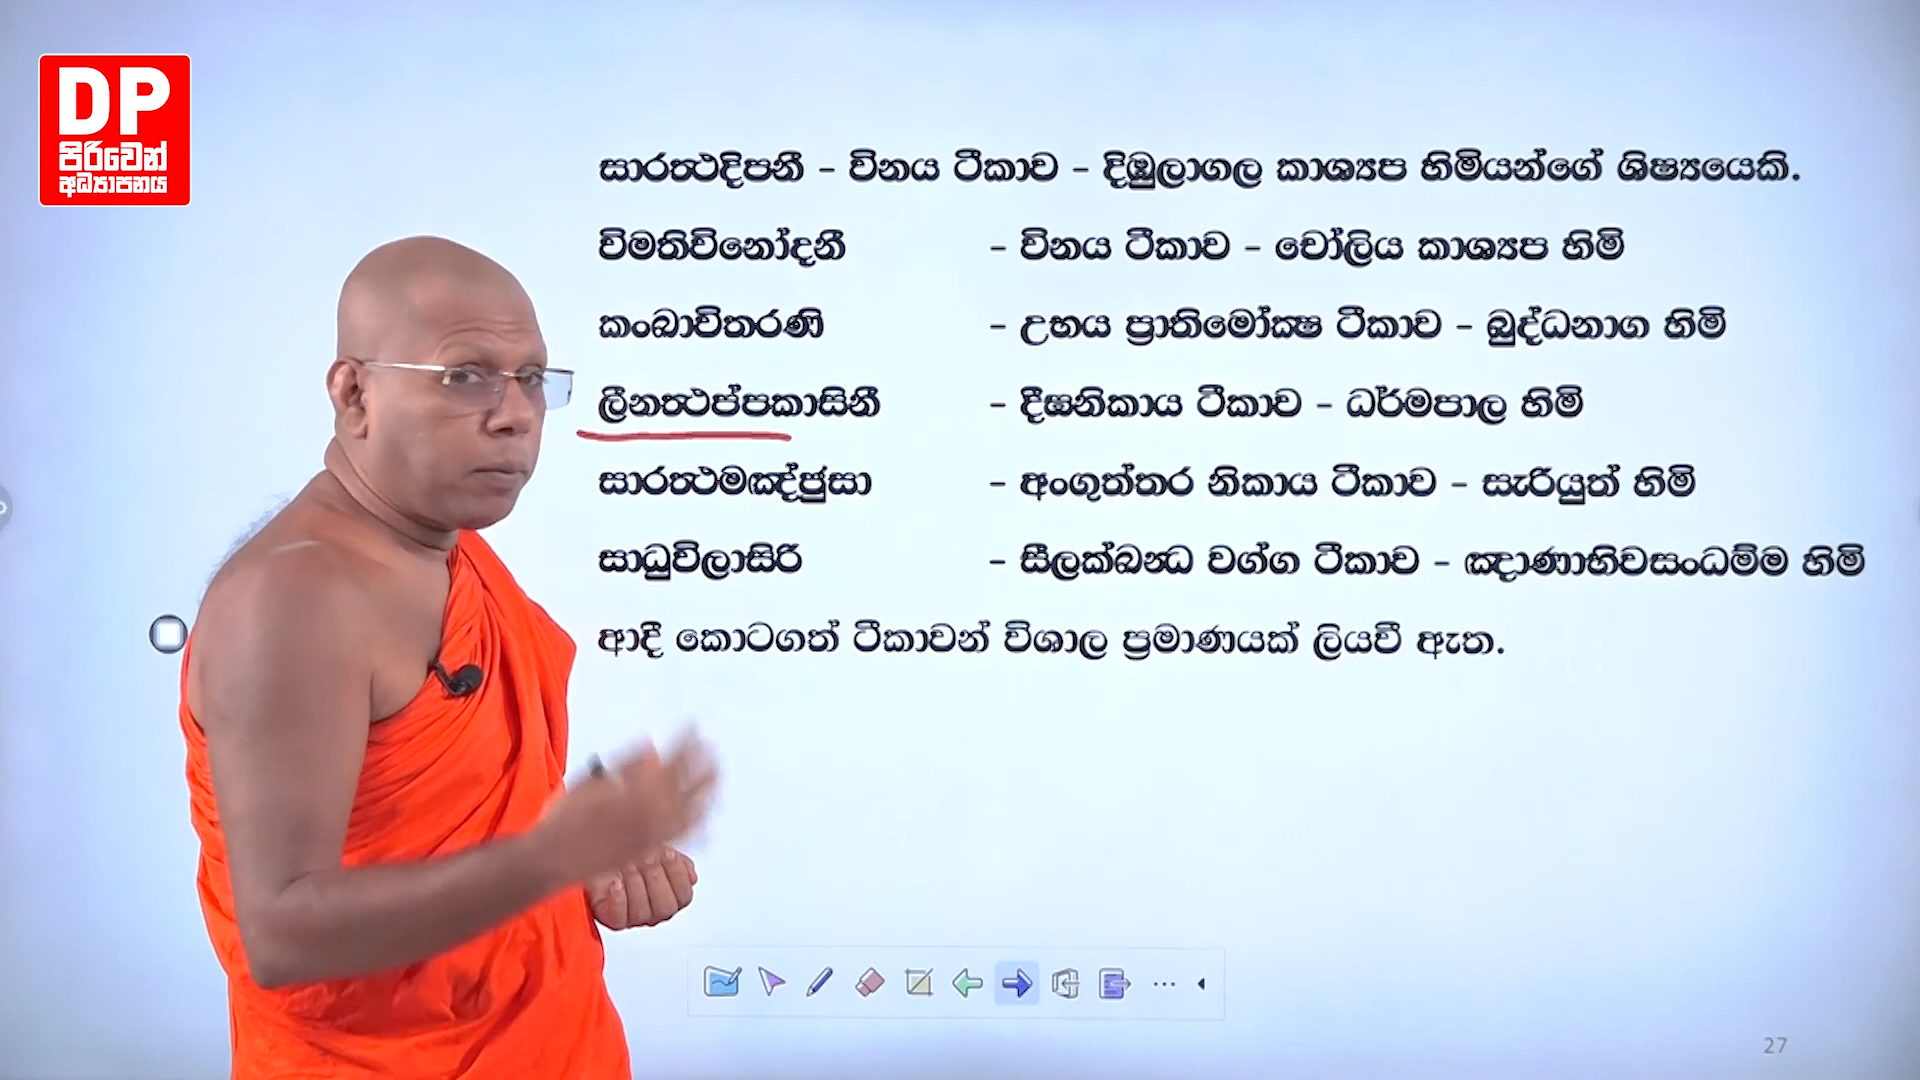 DP
පිරිවෙන්
අධ්‍යාපනය
සාරත්‍ථදිපනී – විනය ටීකාව – දිඹුලාගල කාශ්‍යප හිමියන්ගේ ශිෂ්‍යයෙකි.
විමතිවිනෝදනී – විනය ටීකාව – චෝලිය කාශ්‍යප හිමි
කංඛාවිතරණි – උභය ප්‍රාතිමෝක්‍ෂ ටීකාව – බුද්ධනාග හිමි
ලීනත්‍ථප්පකාසිනී – දීඝනිකාය ටීකාව – ධර්මපාල හිමි
සාරත්‍ථමඤ්ජුසා – අංගුත්තර නිකාය ටීකාව – සැරියුත් හිමි
සාධුවිලාසිරි – සීලක්ඛන්‍ධ වග්ග ටීකාව – ඤාණාභිවසංධම්ම හිමි
ආදී කොටගත් ටීකාවන් විශාල ප්‍රමාණයක් ලියවී ඇත.
27